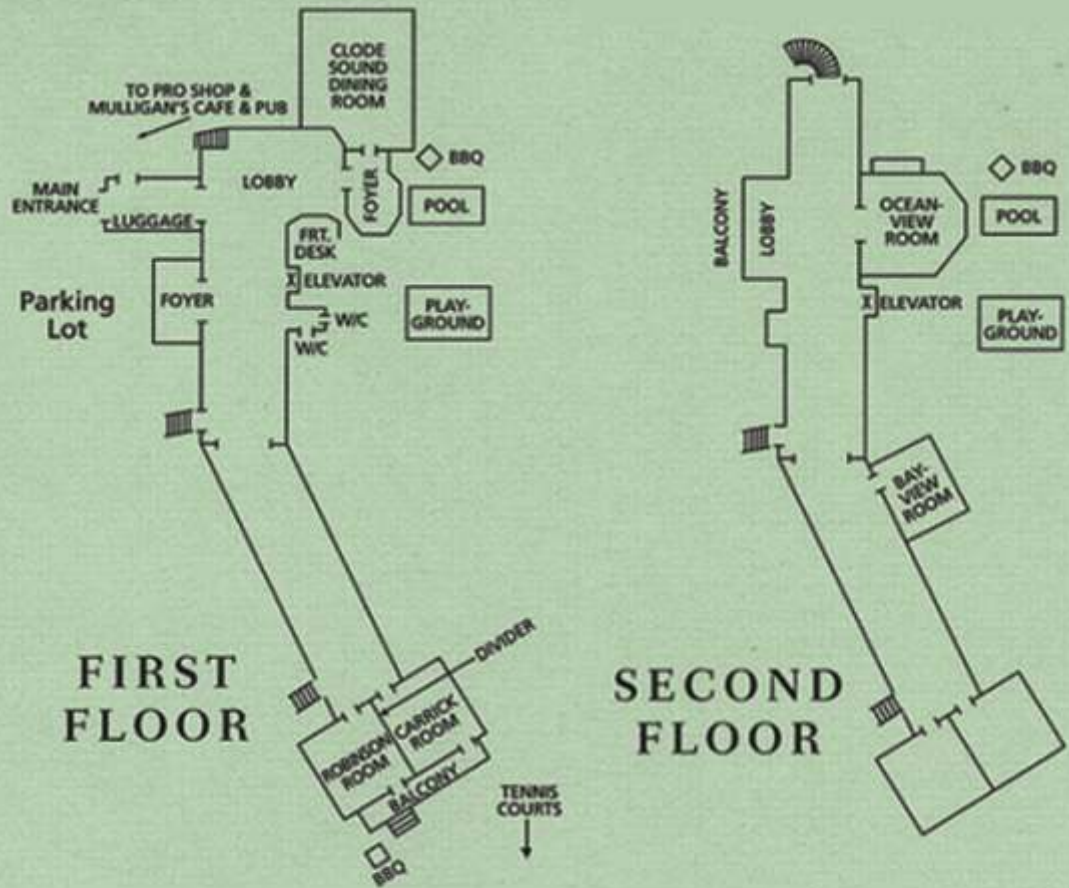 CLODE
SOUND
DINING
ROOM
TO PRO SHOP &
MULLIGAN'S CAFE & PUB
BBQ
MAIN
ENTRANCE
LOBBY
FOYER
POOL
LUGGAGE
FRT.
DESK
X ELEVATOR
Parking
Lot
FOYER
PLAY-
GROUND
W/C
W/C
DIVIDER
FIRST
FLOOR
ROBINSON
ROOM
CARRICK
ROOM
BALCONY
TENNIS
COURTS
BBQ
BBQ
BALCONY
LOBBY
OCEAN-
VIEW
ROOM
POOL
X ELEVATOR
PLAY-
GROUND
BAY-
VIEW
ROOM
SECOND
FLOOR